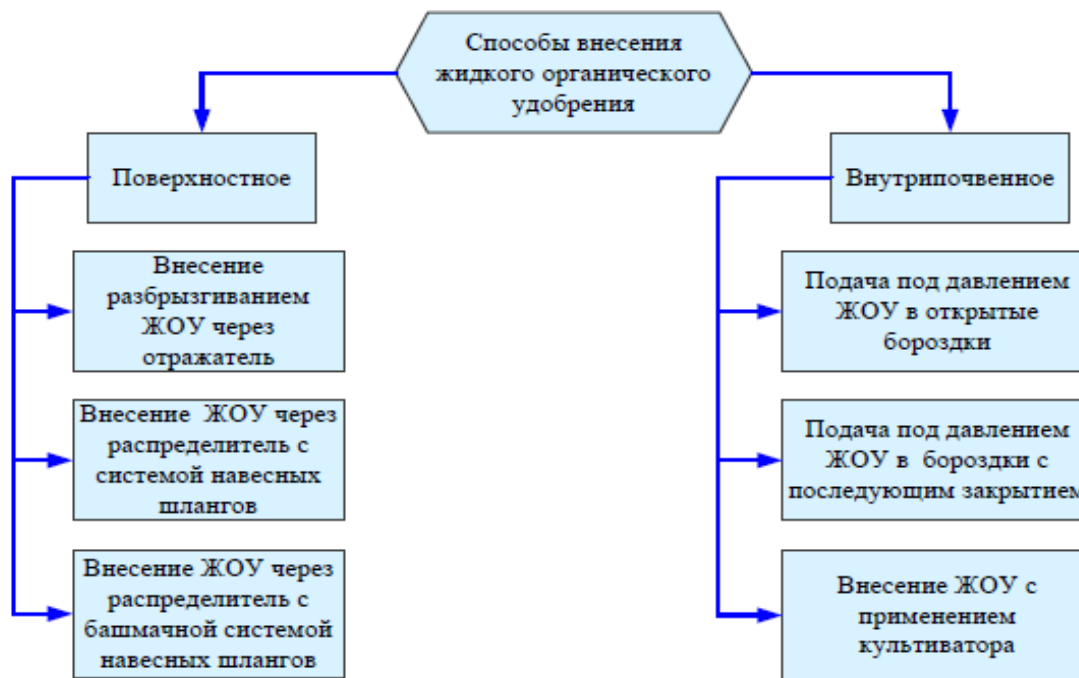 Способы внесения
жидкого органического
удобрения
Поверхностное
Внесение
разбрызгиванием
ЖОУ через
отражатель
Внесение ЖОУ через
распределитель с
системой навесных
шлангов
Внесение ЖОУ через
распределитель с
башмачной системой
навесных шлангов
Внутрипочвенное
Подача под давлением
ЖОУ в открытые
бороздки
Подача под давлением
ЖОУ в бороздки с
последующим закрытием
Внесение ЖОУ с
применением
культиватора